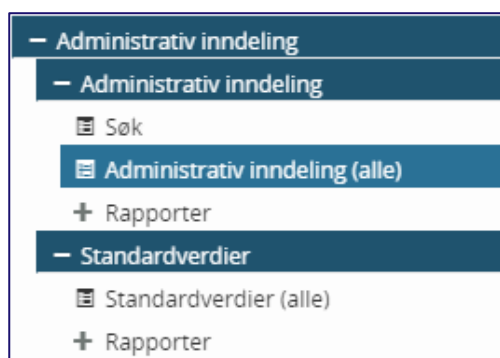 Administrativ inndeling
Administrativ inndeling
Søk
Administrativ inndeling (alle)
Rapporter
Standardverdier
Standardverdier (alle)
Rapporter